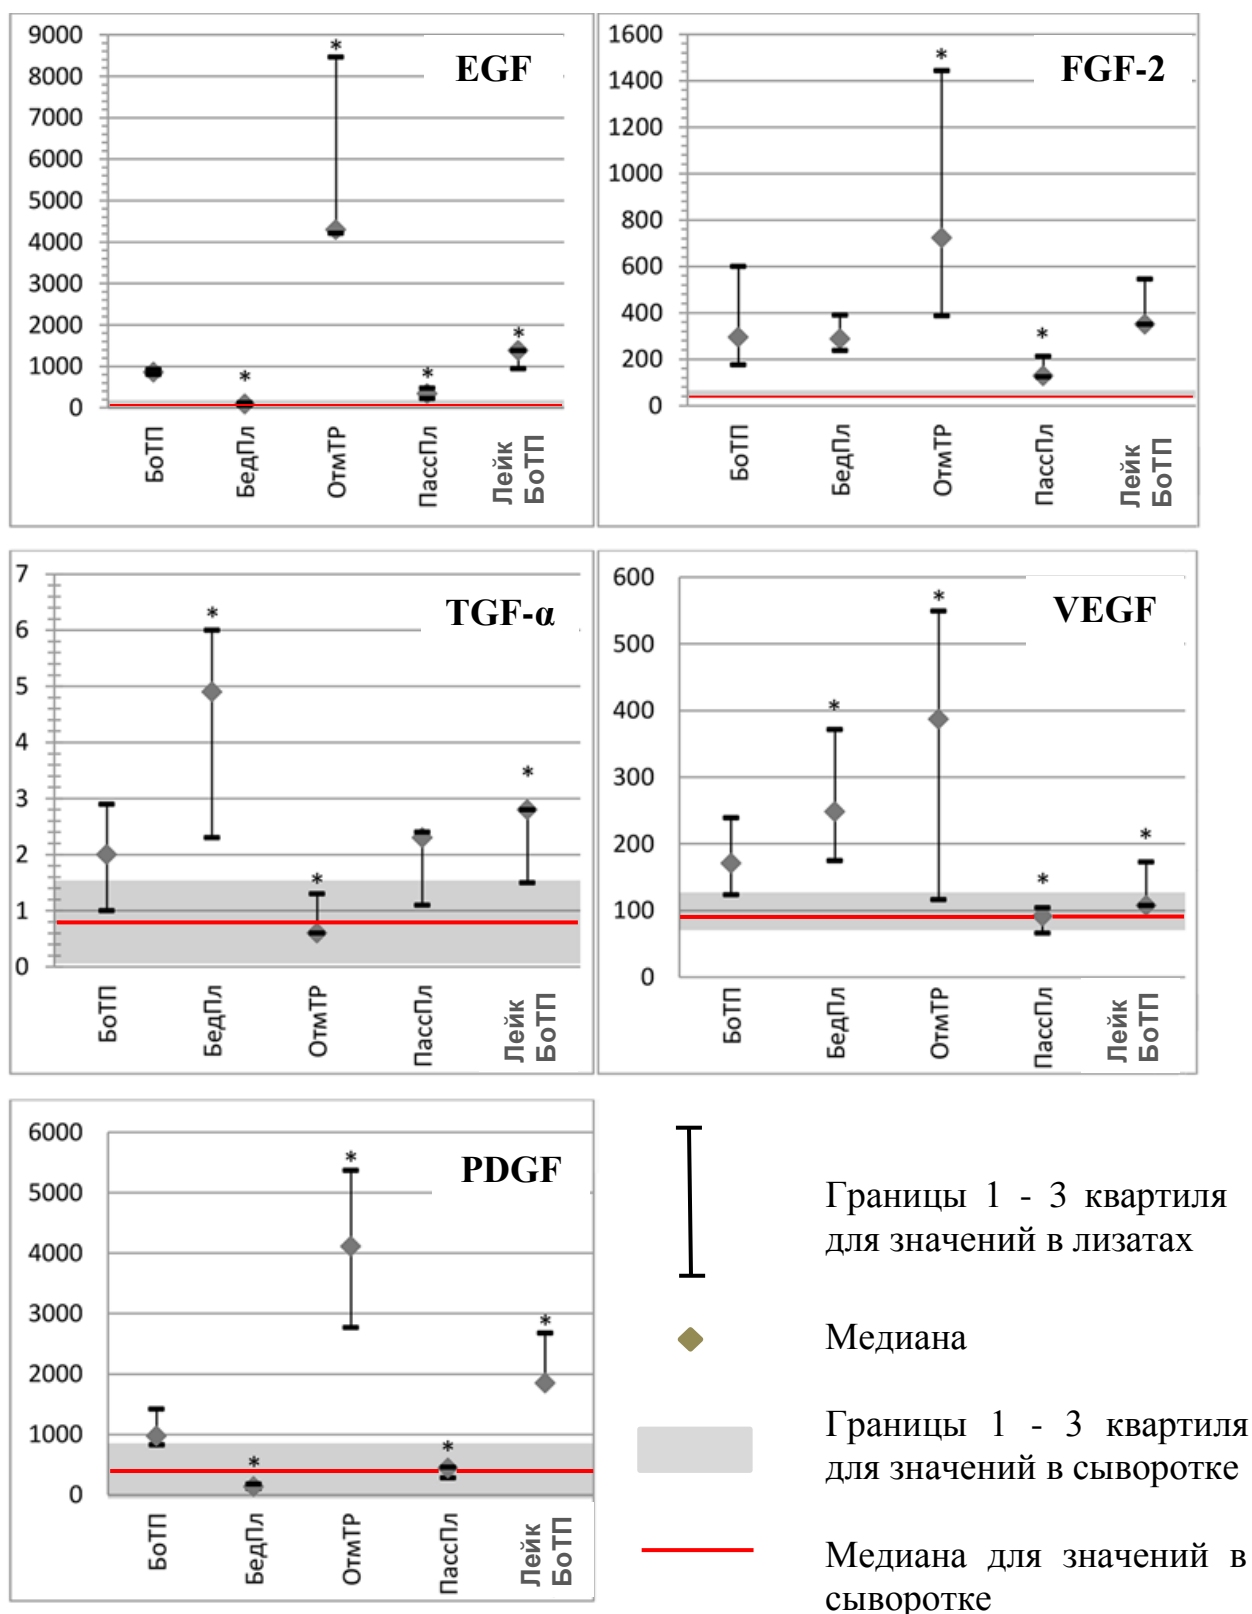 EGF
9000
8000
7000
6000
5000
4000
3000
2000
1000
0
*
*
*
*
БоТП
БедПл
ОтмТР
ПассПл
Лейк
БоТП
FGF-2
1600
1400
1200
1000
800
600
400
200
0
*
*
БоТП
БедПл
ОтмТР
ПассПл
Лейк
БоТП
TGF-α
7
6
5
4
3
2
1
0
*
*
*
БоТП
БедПл
ОтмТР
ПассПл
Лейк
БоТП
VEGF
600
500
400
300
200
100
0
*
*
*
*
БоТП
БедПл
ОтмТР
ПассПл
Лейк
БоТП
PDGF
6000
5000
4000
3000
2000
1000
0
*
*
*
*
БоТП
БедПл
ОтмТР
ПассПл
Лейк
БоТП
Границы 1 - 3 квартиля
для значений в лизатах
Медиана
Границы 1 - 3 квартиля
для значений в сыворотке
Медиана для значений в
сыворотке